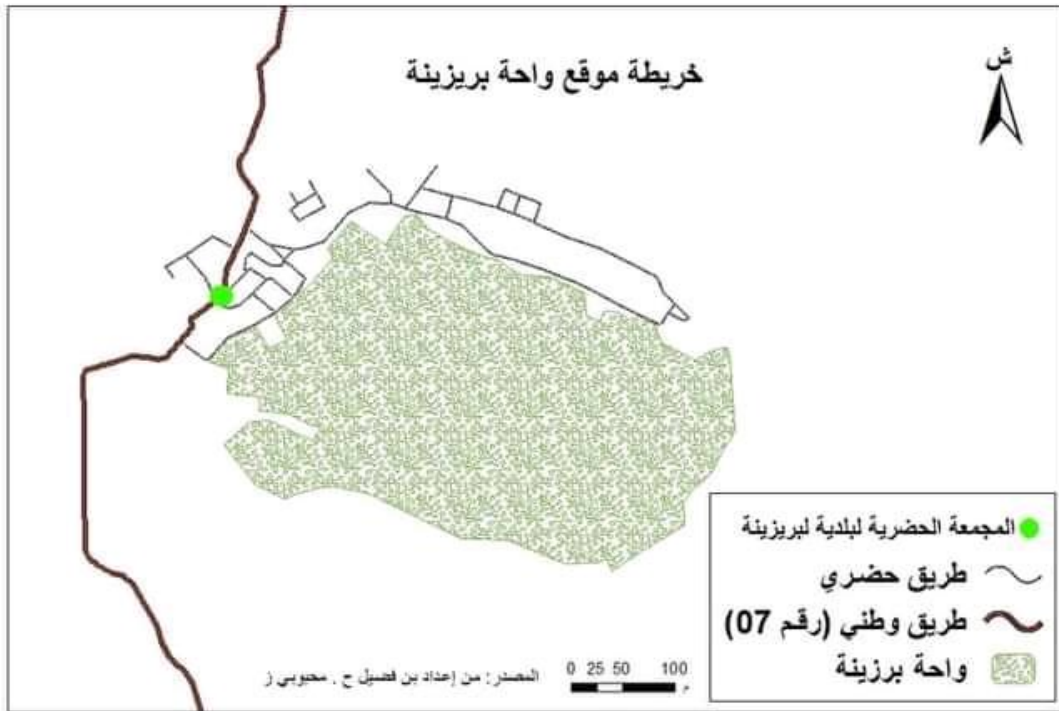 خريطة موقع واحة بريزينة
ش
المجمعة الحضرية لبلدية لبريزينة
طريق حضري
طريق وطني (رقم 07)
واحة برزينة
0 25 50 100
م
المصدر: من إعداد بن فضيل ح . محبوبي ز